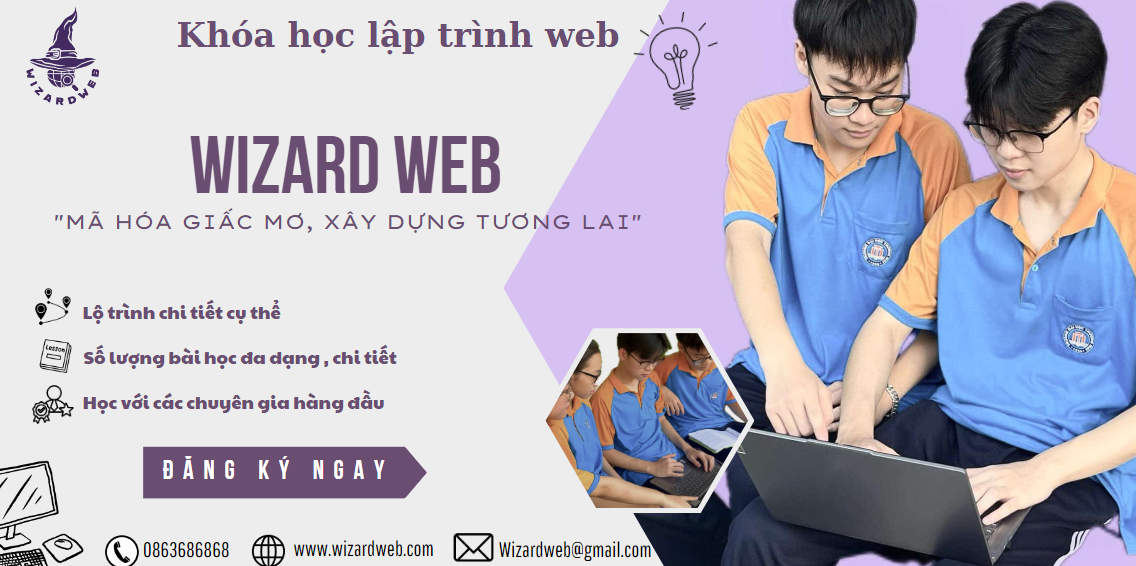 Khóa học lập trình web
WIZARDWEB
WIZARD WEB
"MÃ HÓA GIẤC MƠ, XÂY DỰNG TƯƠNG LAI"
Lộ trình chi tiết cụ thể
Lesson
Số lượng bài học đa dạng , chi tiết
Học với các chuyên gia hàng đầu
ĐĂNG KÝ NGAY
0863686868
www.wizardweb.com
Wizardweb@gmail.com